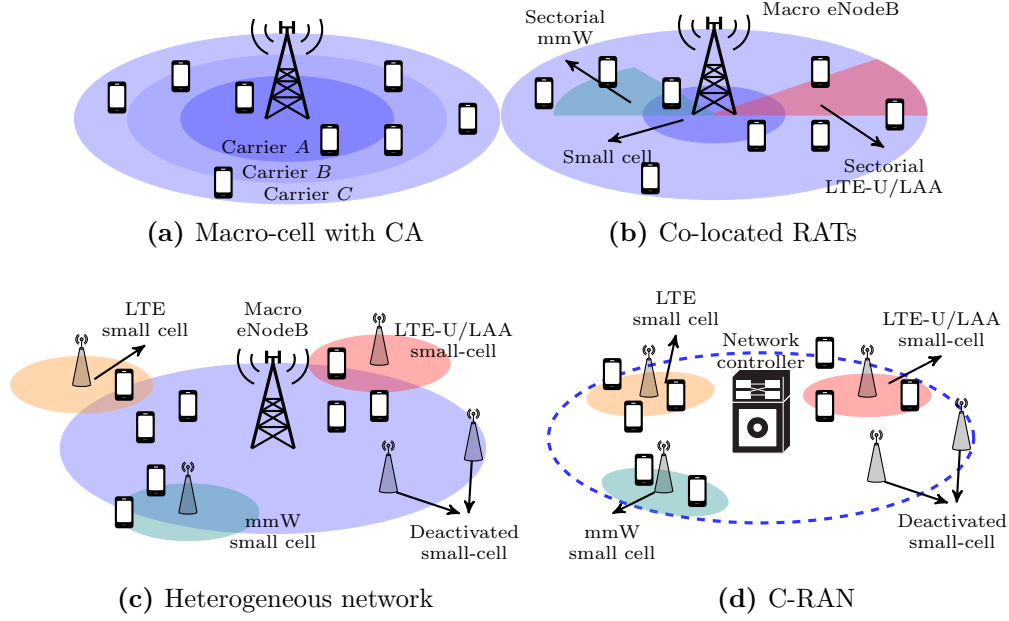 Carrier A
Carrier B
Carrier C
(a) Macro-cell with CA
Sectorial
mmW
Macro eNodeB
Small cell
Sectorial
LTE-U/LAA
(b) Co-located RATs
LTE
small cell
Macro
eNodeB
LTE-U/LAA
small-cell
mmW
small cell
Deactivated
small-cell
(c) Heterogeneous network
LTE
small cell
Network
controller
LTE-U/LAA
small-cell
mmW
small cell
Deactivated
small-cell
(d) C-RAN